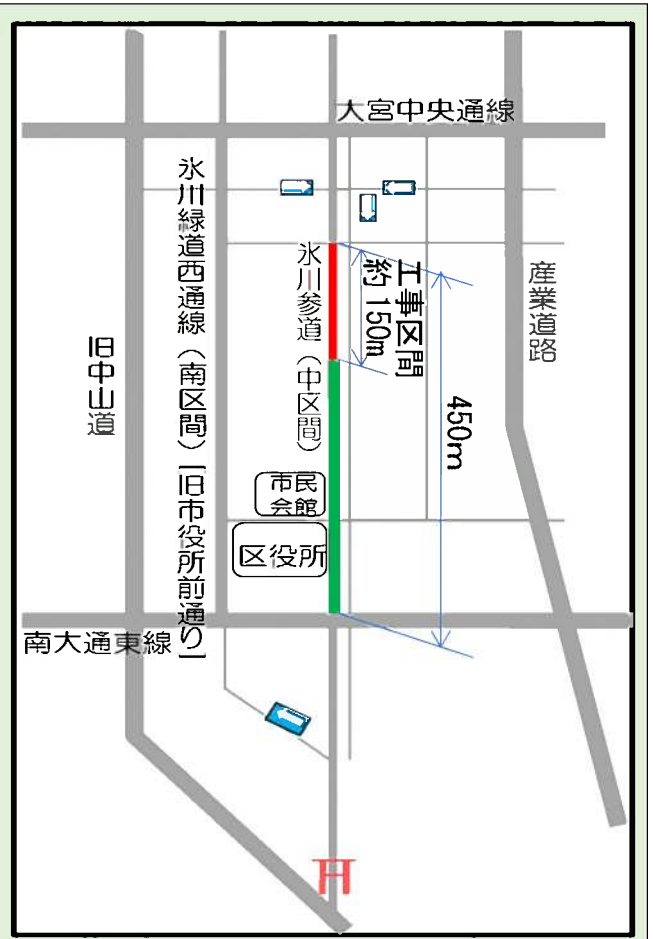 大宮中央通線
氷川緑道西通線（南区間）［旧市役所前通り］
氷川参道（中区間）
工事区間
約150m
産業道路
旧中山道
450m
市民
会館
区役所
南大通東線